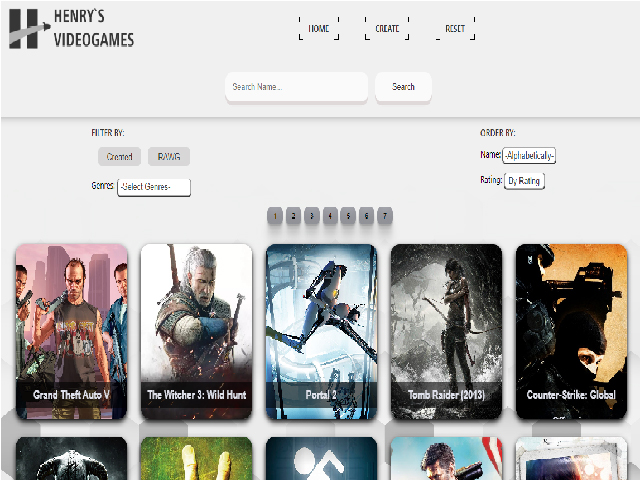 HENRY`S
VIDEOGAMES
HOME
CREATE
RESET
Search Name...
Search
FILTER BY:
Created
RAWG
Genres:
-Select Genres-
ORDER BY:
Name:
-Alphabetically-
Rating:
By Rating
1 2 3 4 5 6 7
Grand Theft Auto V
The Witcher 3: Wild Hunt
Portal 2
Tomb Raider (2013)
Counter-Strike: Global